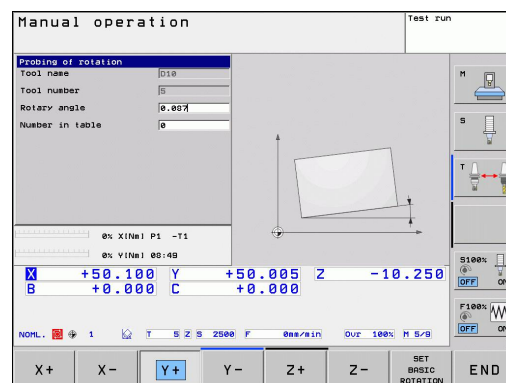 Manual operation
Test run
Probing of rotation
Tool name D10
Tool number 5
Rotary angle 0.087
Number in table 0
M
S
T
0% X[Nm] P1 -T1
0% Y[Nm] 08:49
S100%
OFF ON
X +50.100 Y +50.005 Z -10.250
B +0.000 C +0.000
F100% W
OFF ON
NOML. 1 T 5 Z S 2500 F 0mm/min Ovr 100% M 5/9
X+ X- Y+ Y- Z+ Z- SET BASIC ROTATION END